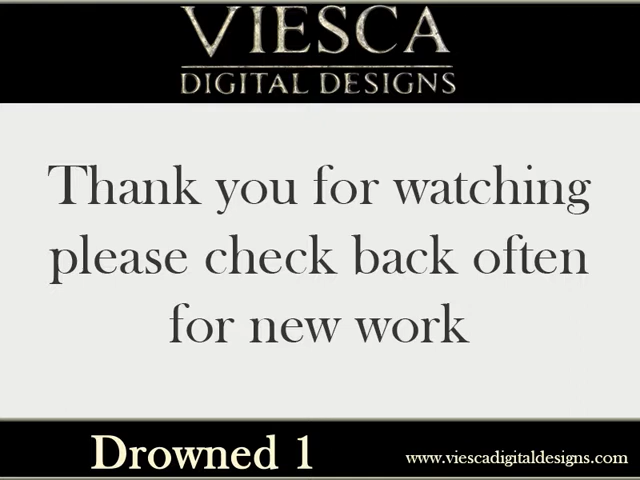 VIESCA
DIGITAL DESIGNS
Thank you for watching
please check back often
for new work
Drowned 1
www.viescadigitaldesigns.com